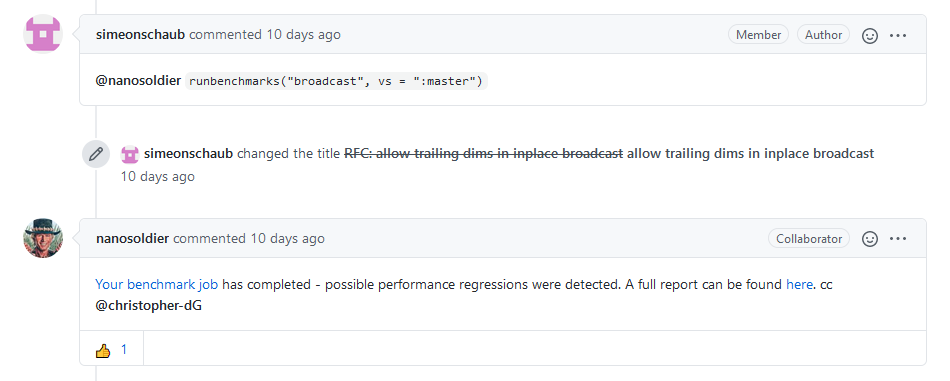 simeonschaub commented 10 days ago Member Author
@nanosoldier runbenchmarks("broadcast", vs = ":master")
simeonschaub changed the title RFC: allow trailing dims in inplace broadcast allow trailing dims in inplace broadcast
10 days ago
nanosoldier commented 10 days ago Collaborator
Your benchmark job has completed - possible performance regressions were detected. A full report can be found here. cc
@christopher-dG
1